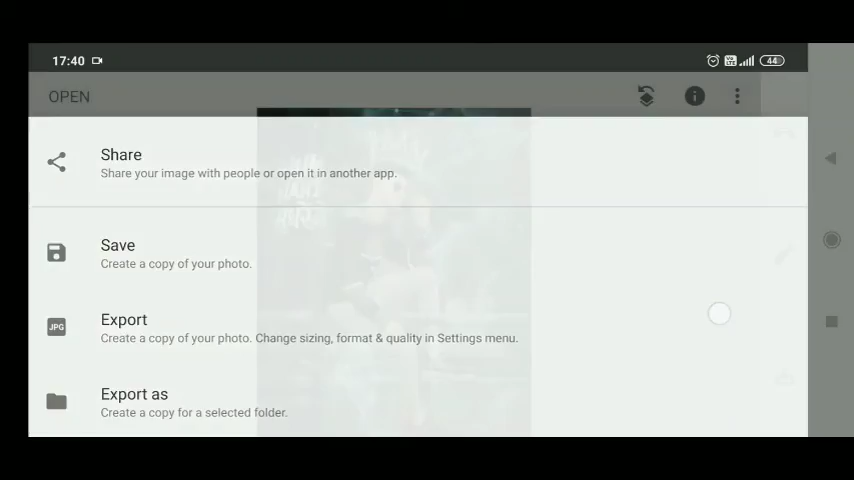 17:40
44
OPEN
Share
Share your image with people or open it in another app.
Save
Create a copy of your photo.
JPG
Export
Create a copy of your photo. Change sizing, format & quality in Settings menu.
Export as
Create a copy for a selected folder.